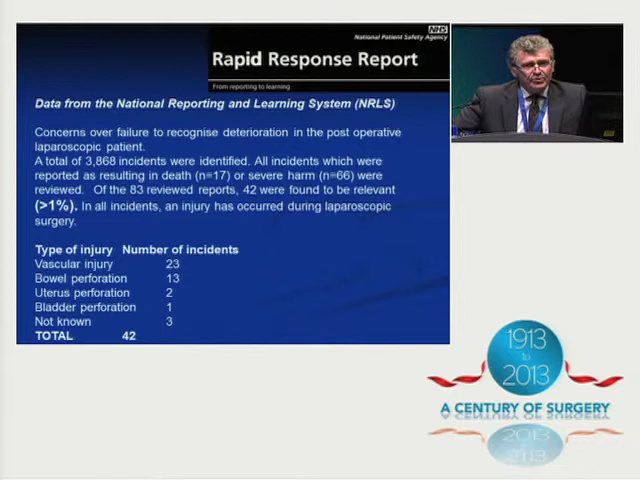 NHS
National Patient Safety Agency
Rapid Response Report
From reporting to learning
Data from the National Reporting and Learning System (NRLS)
Concerns over failure to recognise deterioration in the post operative
laparoscopic patient.
A total of 3,868 incidents were identified. All incidents which were
reported as resulting in death (n=17) or severe harm (n=66) were
reviewed. Of the 83 reviewed reports, 42 were found to be relevant
(>1%). In all incidents, an injury has occurred during laparoscopic
surgery.
Type of injury Number of incidents
Vascular injury 23
Bowel perforation 13
Uterus perforation 2
Bladder perforation 1
Not known 3
TOTAL 42
1913
to
2013
A CENTURY OF SURGERY